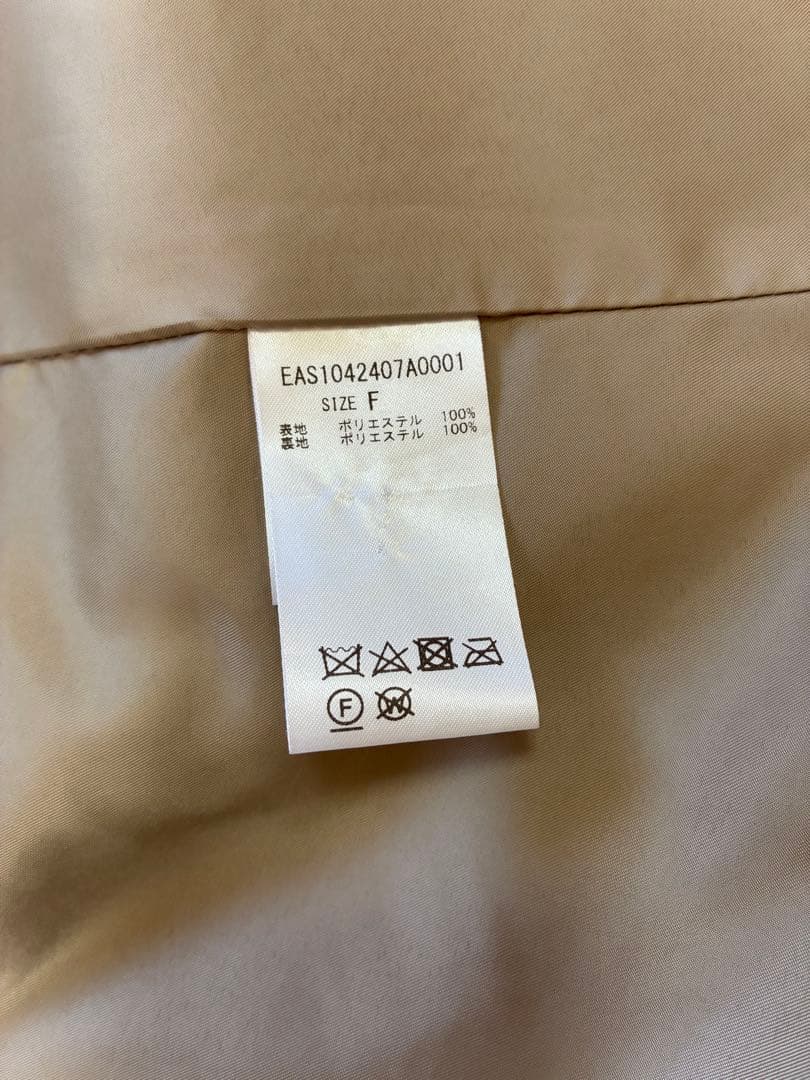 EAS1042407A0001
SIZE F
表地 ポリエステル 100%
裏地 ポリエステル 100%
F W